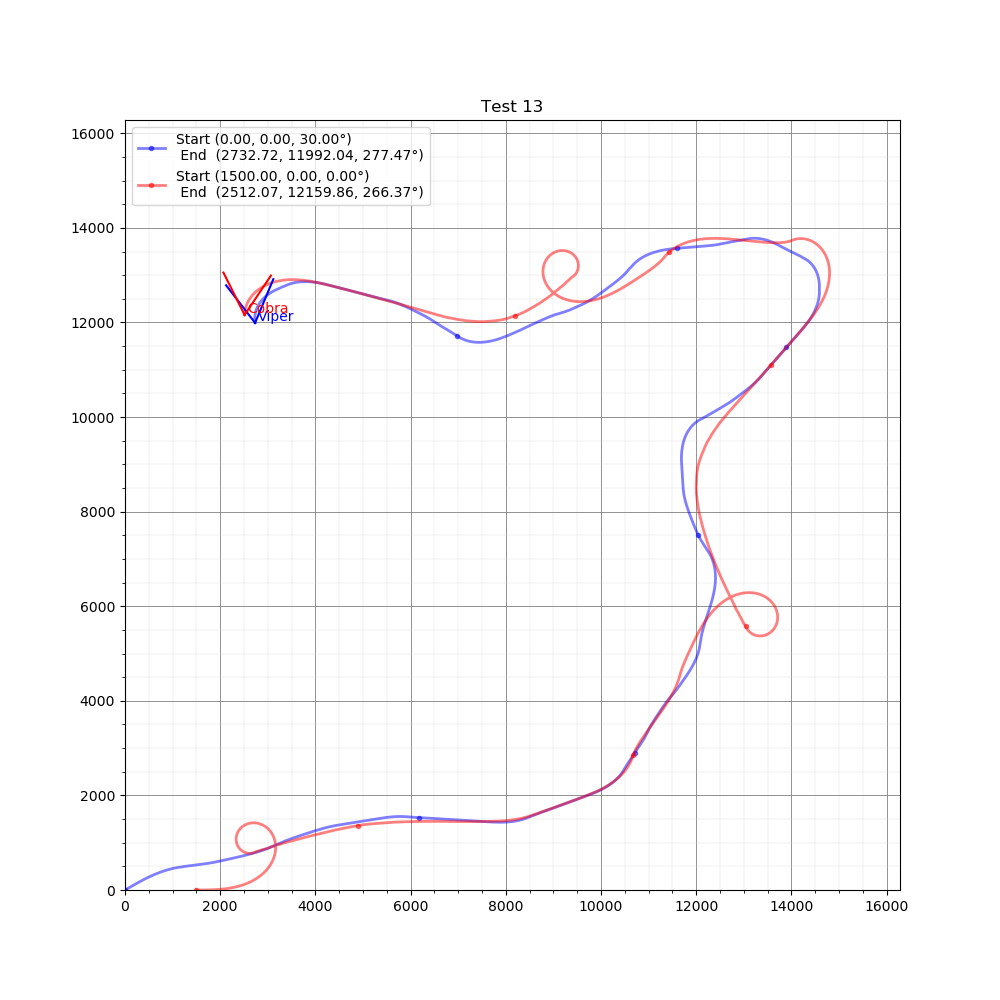 Test 13
Start (0.00, 0.00, 30.00°)
End (2732.72, 11992.04, 277.47°)
Start (1500.00, 0.00, 0.00°)
End (2512.07, 12159.86, 266.37°)
16000
14000
12000
10000
8000
6000
4000
2000
0
Cobra
Viper
0 2000 4000 6000 8000 10000 12000 14000 16000